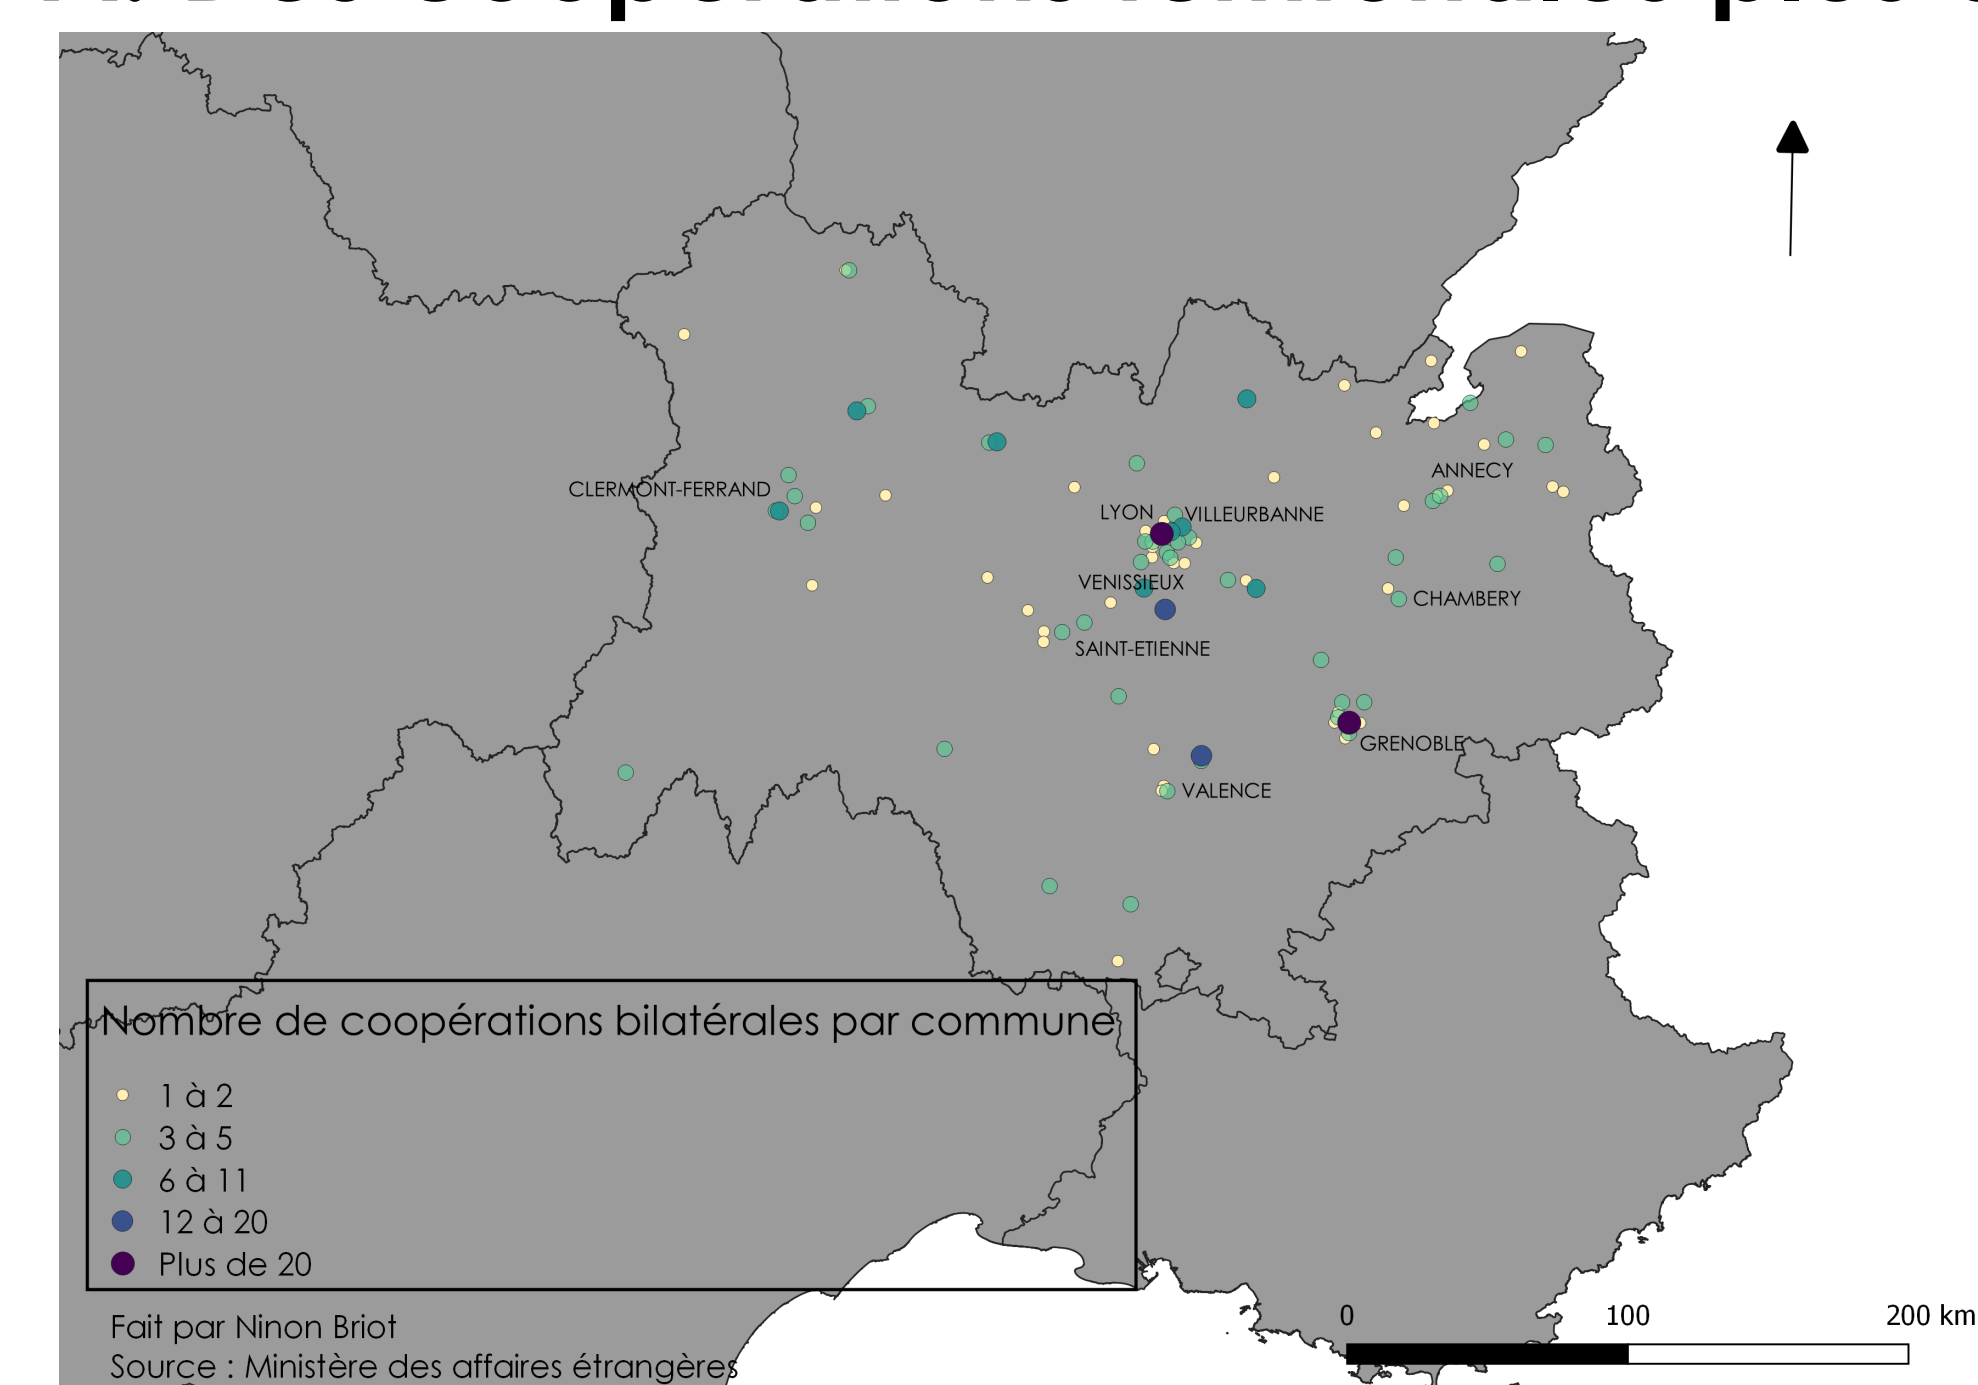 CLERMONT-FERRAND
ANNECY
LYON
VILLEURBANNE
VENISSIEUX
CHAMBERY
SAINT-ETIENNE
GRENOBLE
VALENCE
Nombre de coopérations bilatérales par commune
1 à 2
3 à 5
6 à 11
12 à 20
Plus de 20
Fait par Ninon Briot
Source : Ministère des affaires étrangères
0 100 200 km